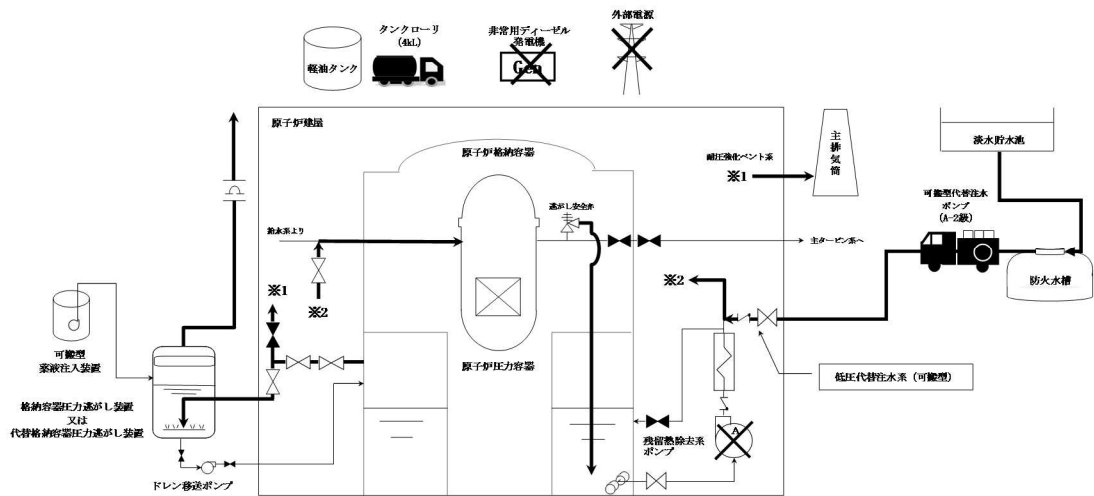 外部電源
タンクローリ
(4kL)
非常用ディーゼル
発電機
軽油タンク
Gen
原子炉建屋
原子炉格納容器
耐圧強化ベント系
※1
主排気筒
淡水貯水池
可搬型代替注水
ポンプ
(A-2級)
逃がし安全弁
給水系より
主タービン系へ
防火水槽
※2
※1
※2
可搬型
薬液注入装置
原子炉圧力容器
低圧代替注水系（可搬型）
格納容器圧力逃がし装置
又は
代替格納容器圧力逃がし装置
残留熱除去系
ポンプ
A
ドレン移送ポンプ